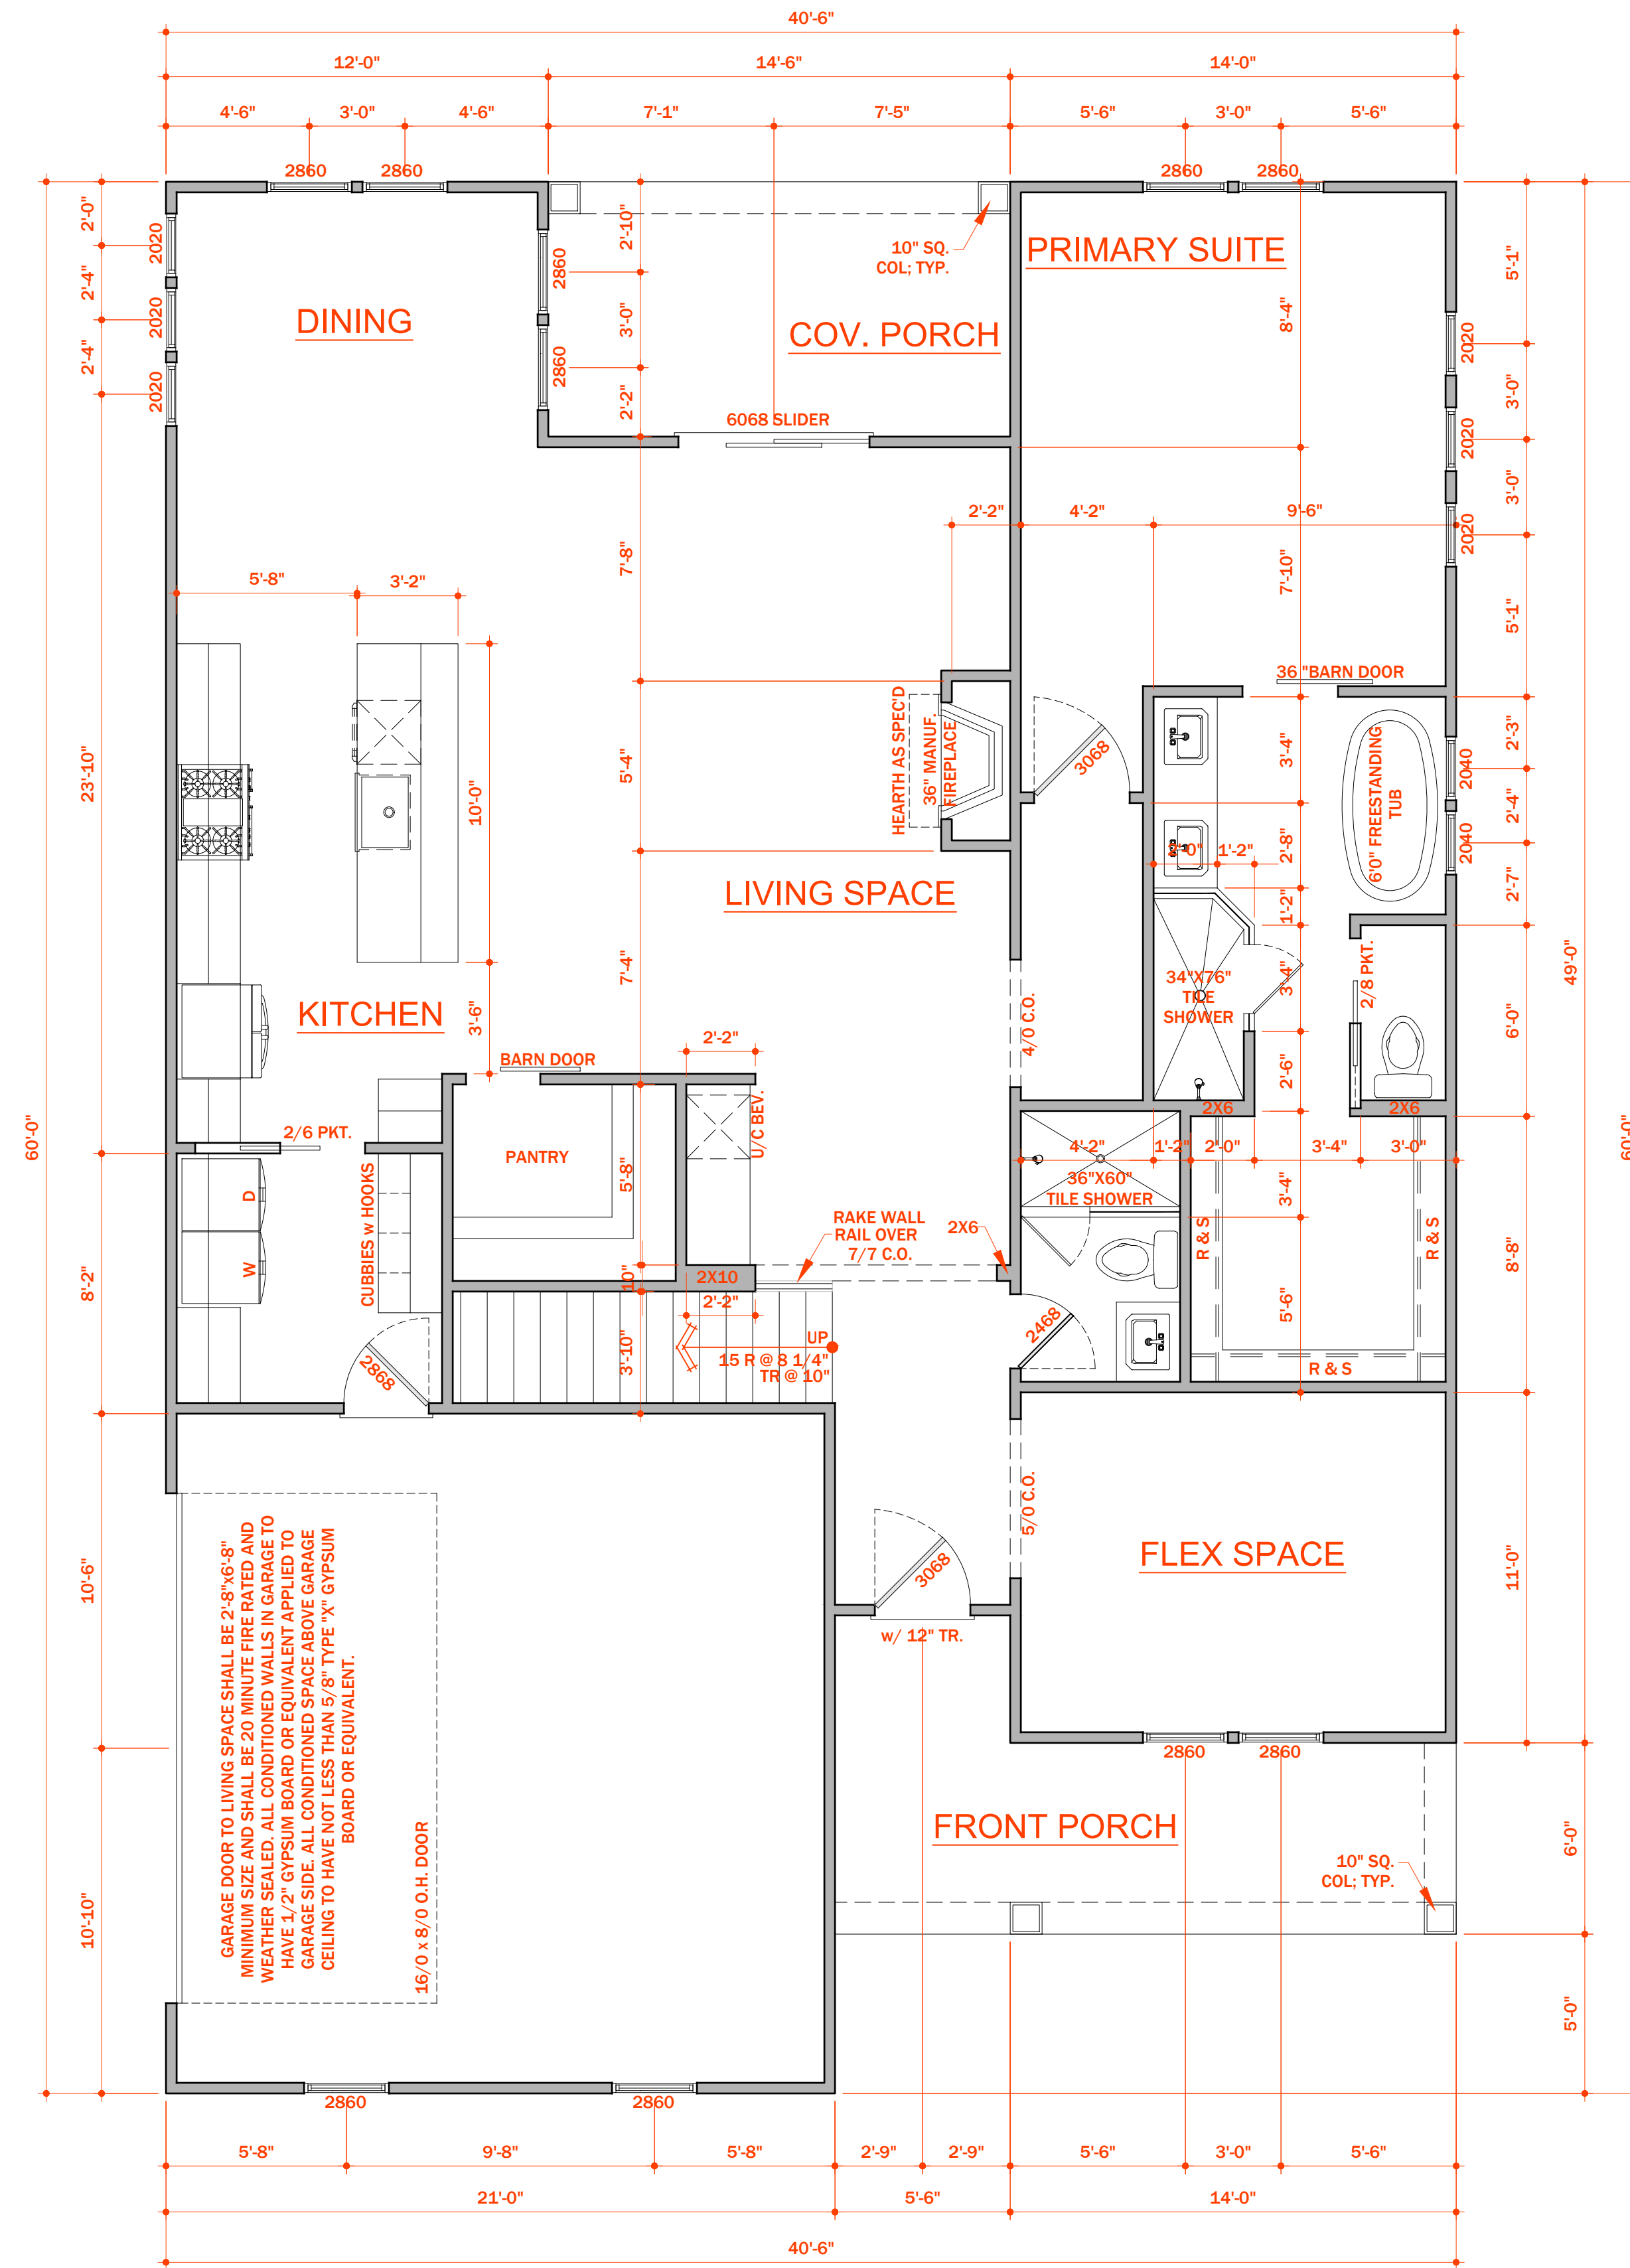 40'-6"
12'-0"
14'-6"
14'-0"
4'-6"
3'-0"
4'-6"
7'-1"
7'-5"
5'-6"
3'-0"
5'-6"
2860
2860
2860
2860
2'-0"
2'-4"
2'-4"
2020
2020
2020
DINING
2860
2860
2'-10"
3'-0"
2'-2"
10" SQ.
COL; TYP.
COV. PORCH
6068 SLIDER
PRIMARY SUITE
8'-4"
5'-1"
3'-0"
3'-0"
5'-1"
2020
2020
2020
2'-2"
4'-2"
9'-6"
7'-8"
7'-10"
5'-8"
3'-2"
23'-10"
10'-0"
3'-6"
5'-4"
HEARTH AS SPEC'D
36" MANUF.
FIREPLACE
36 "BARN DOOR
3068
3'-4"
6'0" FREESTANDING
TUB
2040
2040
2'-3"
2'-4"
2'-7"
2'-0"
1'-2"
2'-8"
1'-2"
LIVING SPACE
7'-4"
49'-0"
KITCHEN
34"X76"
TILE
SHOWER
3'-4"
2/8 PKT.
6'-0"
4/0 C.O.
2'-2"
BARN DOOR
2'-6"
2X6
2X6
60'-0"
60'-0"
2/6 PKT.
PANTRY
5'-8"
U/C BEV.
4'-2"
1'-2"
2'-0"
3'-4"
3'-0"
36"X60"
TILE SHOWER
3'-4"
D
W
CUBBIES w HOOKS
R & S
R & S
RAKE WALL
RAIL OVER
7/7 C.O.
2X6
8'-2"
8'-8"
10"
2X10
2'-2"
5'-6"
2468
3'-10"
UP
15 R @ 8 1/4"
TR @ 10"
2868
R & S
5/0 C.O.
10'-6"
GARAGE DOOR TO LIVING SPACE SHALL BE 2'-8"x6'-8"
MINIMUM SIZE AND SHALL BE 20 MINUTE FIRE RATED AND
WEATHER SEALED. ALL CONDITIONED WALLS IN GARAGE TO
HAVE 1/2" GYPSUM BOARD OR EQUIVALENT APPLIED TO
GARAGE SIDE. ALL CONDITIONED SPACE ABOVE GARAGE
CEILING TO HAVE NOT LESS THAN 5/8" TYPE "X" GYPSUM
BOARD OR EQUIVALENT.
16/0 x 8/0 O.H. DOOR
3068
w/ 12" TR.
FLEX SPACE
11'-0"
2860
2860
FRONT PORCH
10" SQ.
COL; TYP.
6'-0"
10'-10"
5'-0"
2860
2860
5'-8"
9'-8"
5'-8"
2'-9"
2'-9"
5'-6"
3'-0"
5'-6"
21'-0"
5'-6"
14'-0"
40'-6"